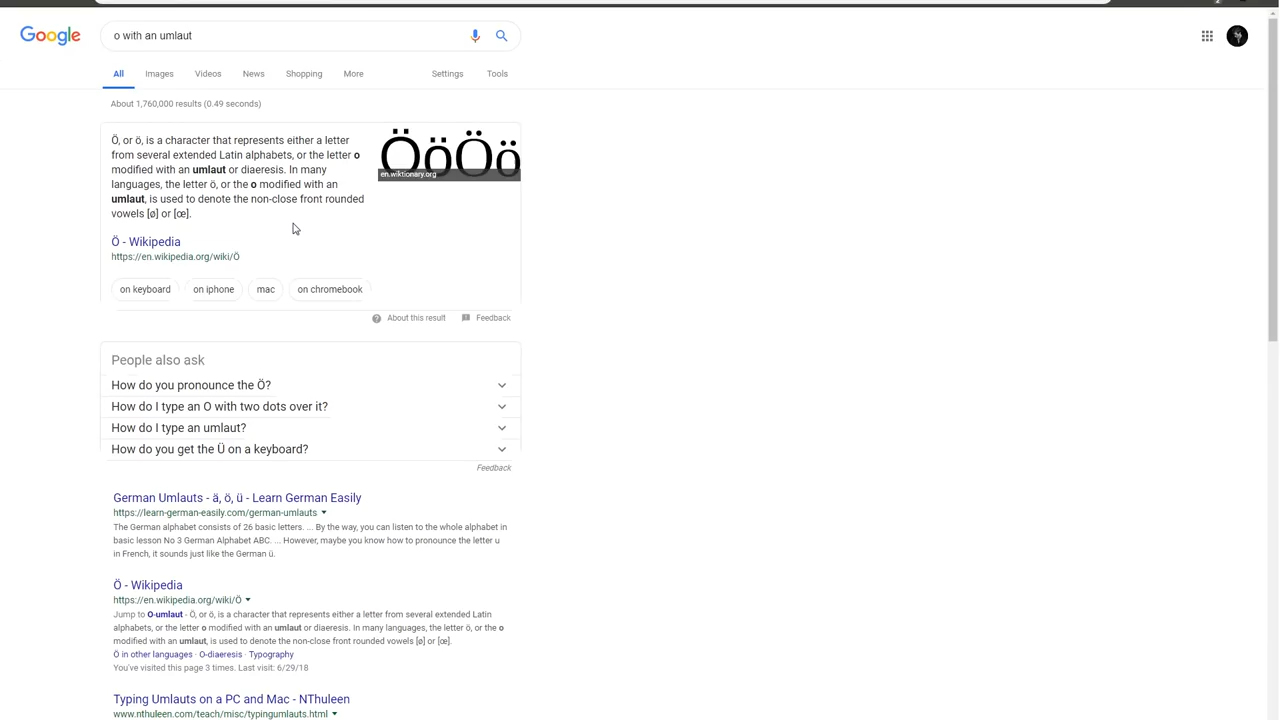 Google
o with an umlaut
All Images Videos News Shopping More Settings Tools
About 1,760,000 results (0.49 seconds)
Ö, or ö, is a character that represents either a letter
from several extended Latin alphabets, or the letter o
modified with an umlaut or diaeresis. In many
languages, the letter ö, or the o modified with an
umlaut, is used to denote the non-close front rounded
vowels [ø] or [œ].
ÖöÖö
en.wiktionary.org
Ö - Wikipedia
https://en.wikipedia.org/wiki/Ö
on keyboard on iphone mac on chromebook
About this result Feedback
People also ask
How do you pronounce the Ö?
How do I type an O with two dots over it?
How do I type an umlaut?
How do you get the Ü on a keyboard?
Feedback
German Umlauts - ä, ö, ü - Learn German Easily
https://learn-german-easily.com/german-umlauts
The German alphabet consists of 26 basic letters. ... By the way, you can listen to the whole alphabet in
basic lesson No 3 German Alphabet ABC. ... However, maybe you know how to pronounce the letter u
in French, it sounds just like the German ü.
Ö - Wikipedia
https://en.wikipedia.org/wiki/Ö
Jump to O-umlaut - Ö, or ö, is a character that represents either a letter from several extended Latin
alphabets, or the letter o modified with an umlaut or diaeresis. In many languages, the letter ö, or the o
modified with an umlaut, is used to denote the non-close front rounded vowels [ø] or [œ].
Ö in other languages · O-diaeresis · Typography
You've visited this page 3 times. Last visit: 6/29/18
Typing Umlauts on a PC and Mac - NThuleen
www.nthuleen.com/teach/misc/typingumlauts.html